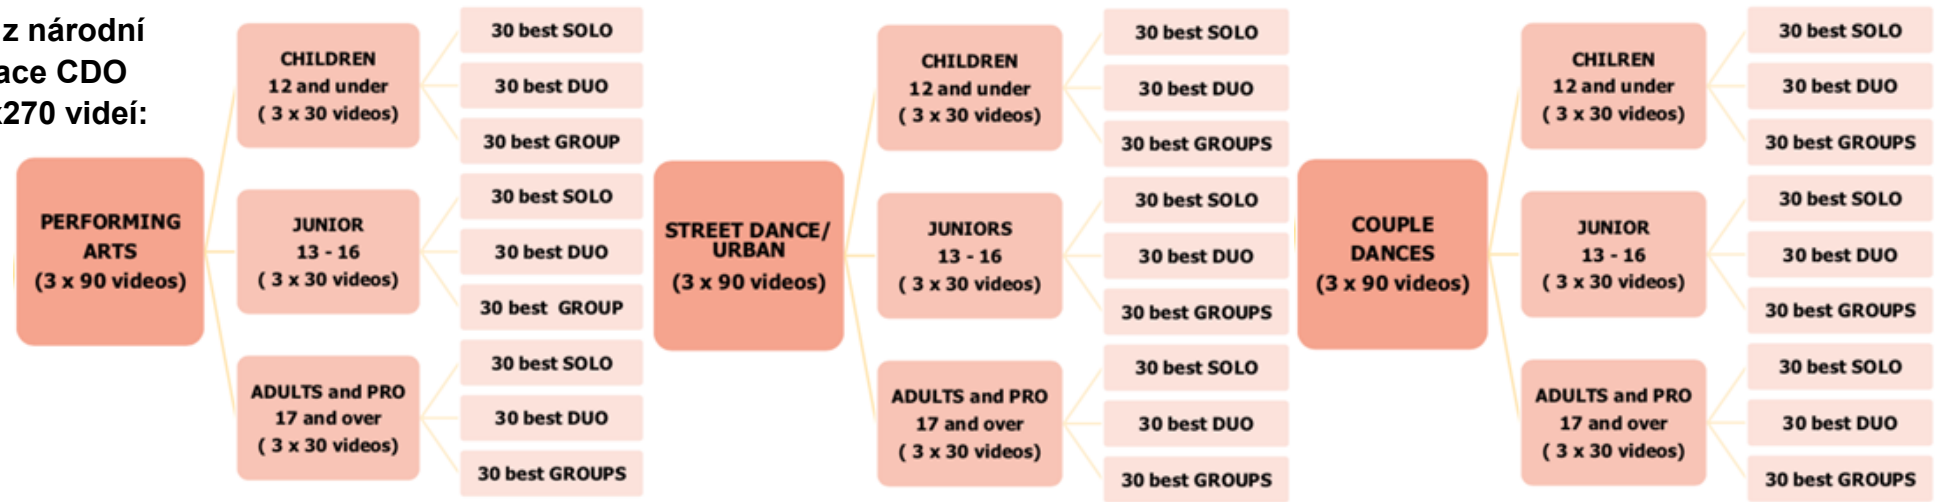 z národní
ace CDO
x270 videí:
PERFORMING
ARTS
(3 x 90 videos)
CHILDREN
12 and under
( 3 x 30 videos)
30 best SOLO
30 best DUO
30 best GROUP
JUNIOR
13 - 16
( 3 x 30 videos)
30 best SOLO
30 best DUO
30 best GROUP
ADULTS and PRO
17 and over
( 3 x 30 videos)
30 best SOLO
30 best DUO
30 best GROUPS
STREET DANCE/
URBAN
(3 x 90 videos)
CHILDREN
12 and under
( 3 x 30 videos)
30 best SOLO
30 best DUO
30 best GROUPS
JUNIORS
13 - 16
( 3 x 30 videos)
30 best SOLO
30 best DUO
30 best GROUPS
ADULTS and PRO
17 and over
( 3 x 30 videos)
30 best SOLO
30 best DUO
30 best GROUPS
COUPLE
DANCES
(3 x 90 videos)
CHILREN
12 and under
( 3 x 30 videos)
30 best SOLO
30 best DUO
30 best GROUPS
JUNIOR
13 - 16
( 3 x 30 videos)
30 best SOLO
30 best DUO
30 best GROUPS
ADULTS and PRO
17 and over
( 3 x 30 videos)
30 best SOLO
30 best DUO
30 best GROUPS